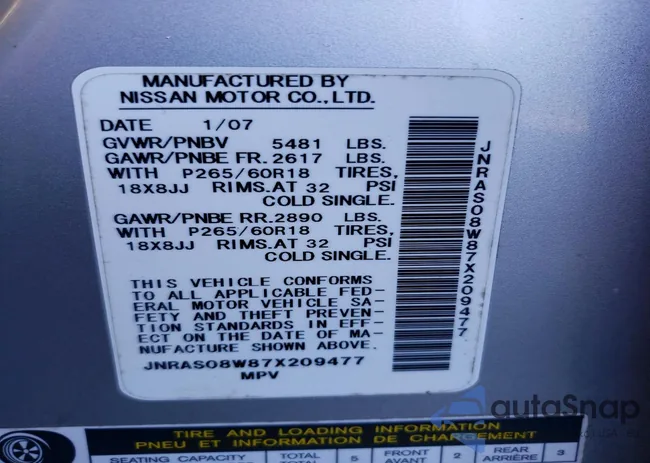 MANUFACTURED BY
NISSAN MOTOR CO., LTD.
DATE 1/07
GVWR/PNBV 5481 LBS.
GAWR/PNBE FR. 2617 LBS.
WITH P265/60R18 TIRES,
18X8JJ RIMS. AT 32 PSI
COLD SINGLE.
GAWR/PNBE RR. 2890 LBS.
WITH P265/60R18 TIRES,
18X8JJ RIMS. AT 32 PSI
COLD SINGLE.
THIS VEHICLE CONFORMS
TO ALL APPLICABLE FED-
ERAL MOTOR VEHICLE SA-
FETY AND THEFT PREVEN-
TION STANDARDS IN EFF-
ECT ON THE DATE OF MA-
NUFACTURE SHOWN ABOVE.
JNRAS08W87X209477
MPV
JNRAS08W87X209477
autoSnap
TIRE AND LOADING INFORMATION
PNEU ET INFORMATION DE CHARGEMENT
SEATING CAPACITY TOTAL 5 FRONT 2 REAR 3
TOTAL AVANT ARRIÈRE